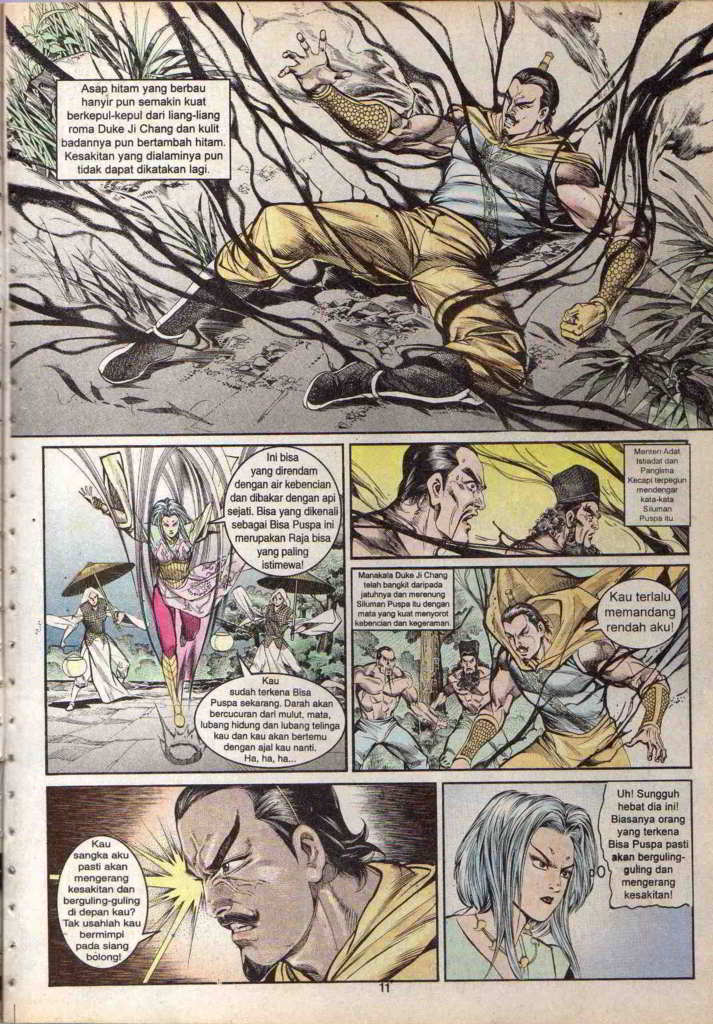 Asap hitam yang berbau
hanyir pun semakin kuat
berkepul-kepul dari liang-liang
roma Duke Ji Chang dan kulit
badannya pun bertambah hitam.
Kesakitan yang dialaminya pun
tidak dapat dikatakan lagi.
Ini bisa
yang direndam
dengan air kebencian
dan dibakar dengan api
sejati. Bisa yang dikenali
sebagai Bisa Puspa ini
merupakan Raja bisa
yang paling
istimewa!
Kau
sudah terkena Bisa
Puspa sekarang. Darah akan
bercucuran dari mulut, mata,
lubang hidung dan lubang telinga
kau dan kau akan bertemu
dengan ajal kau nanti.
Ha, ha, ha...
Menteri Adat
Istiadat dan
Panglima
Kecapi terpegun
mendengar
kata-kata
Siluman
Puspa itu
Manakala Duke Ji Chang
telah bangkit daripada
jatuhnya dan merenung
Siluman Puspa itu dengan
mata yang kuat menyorot
kebencian dan kegeraman.
Kau terlalu
memandang
rendah aku!
Kau
sangka aku
pasti akan
mengerang
kesakitan dan
berguling-guling
di depan kau?
Tak usahlah
bermimpi
pada siang
bolong!
Uh! Sungguh
hebat dia ini!
Biasanya orang
yang terkena
Bisa Puspa pasti
akan berguling-
guling dan
mengerang
kesakitan!
11